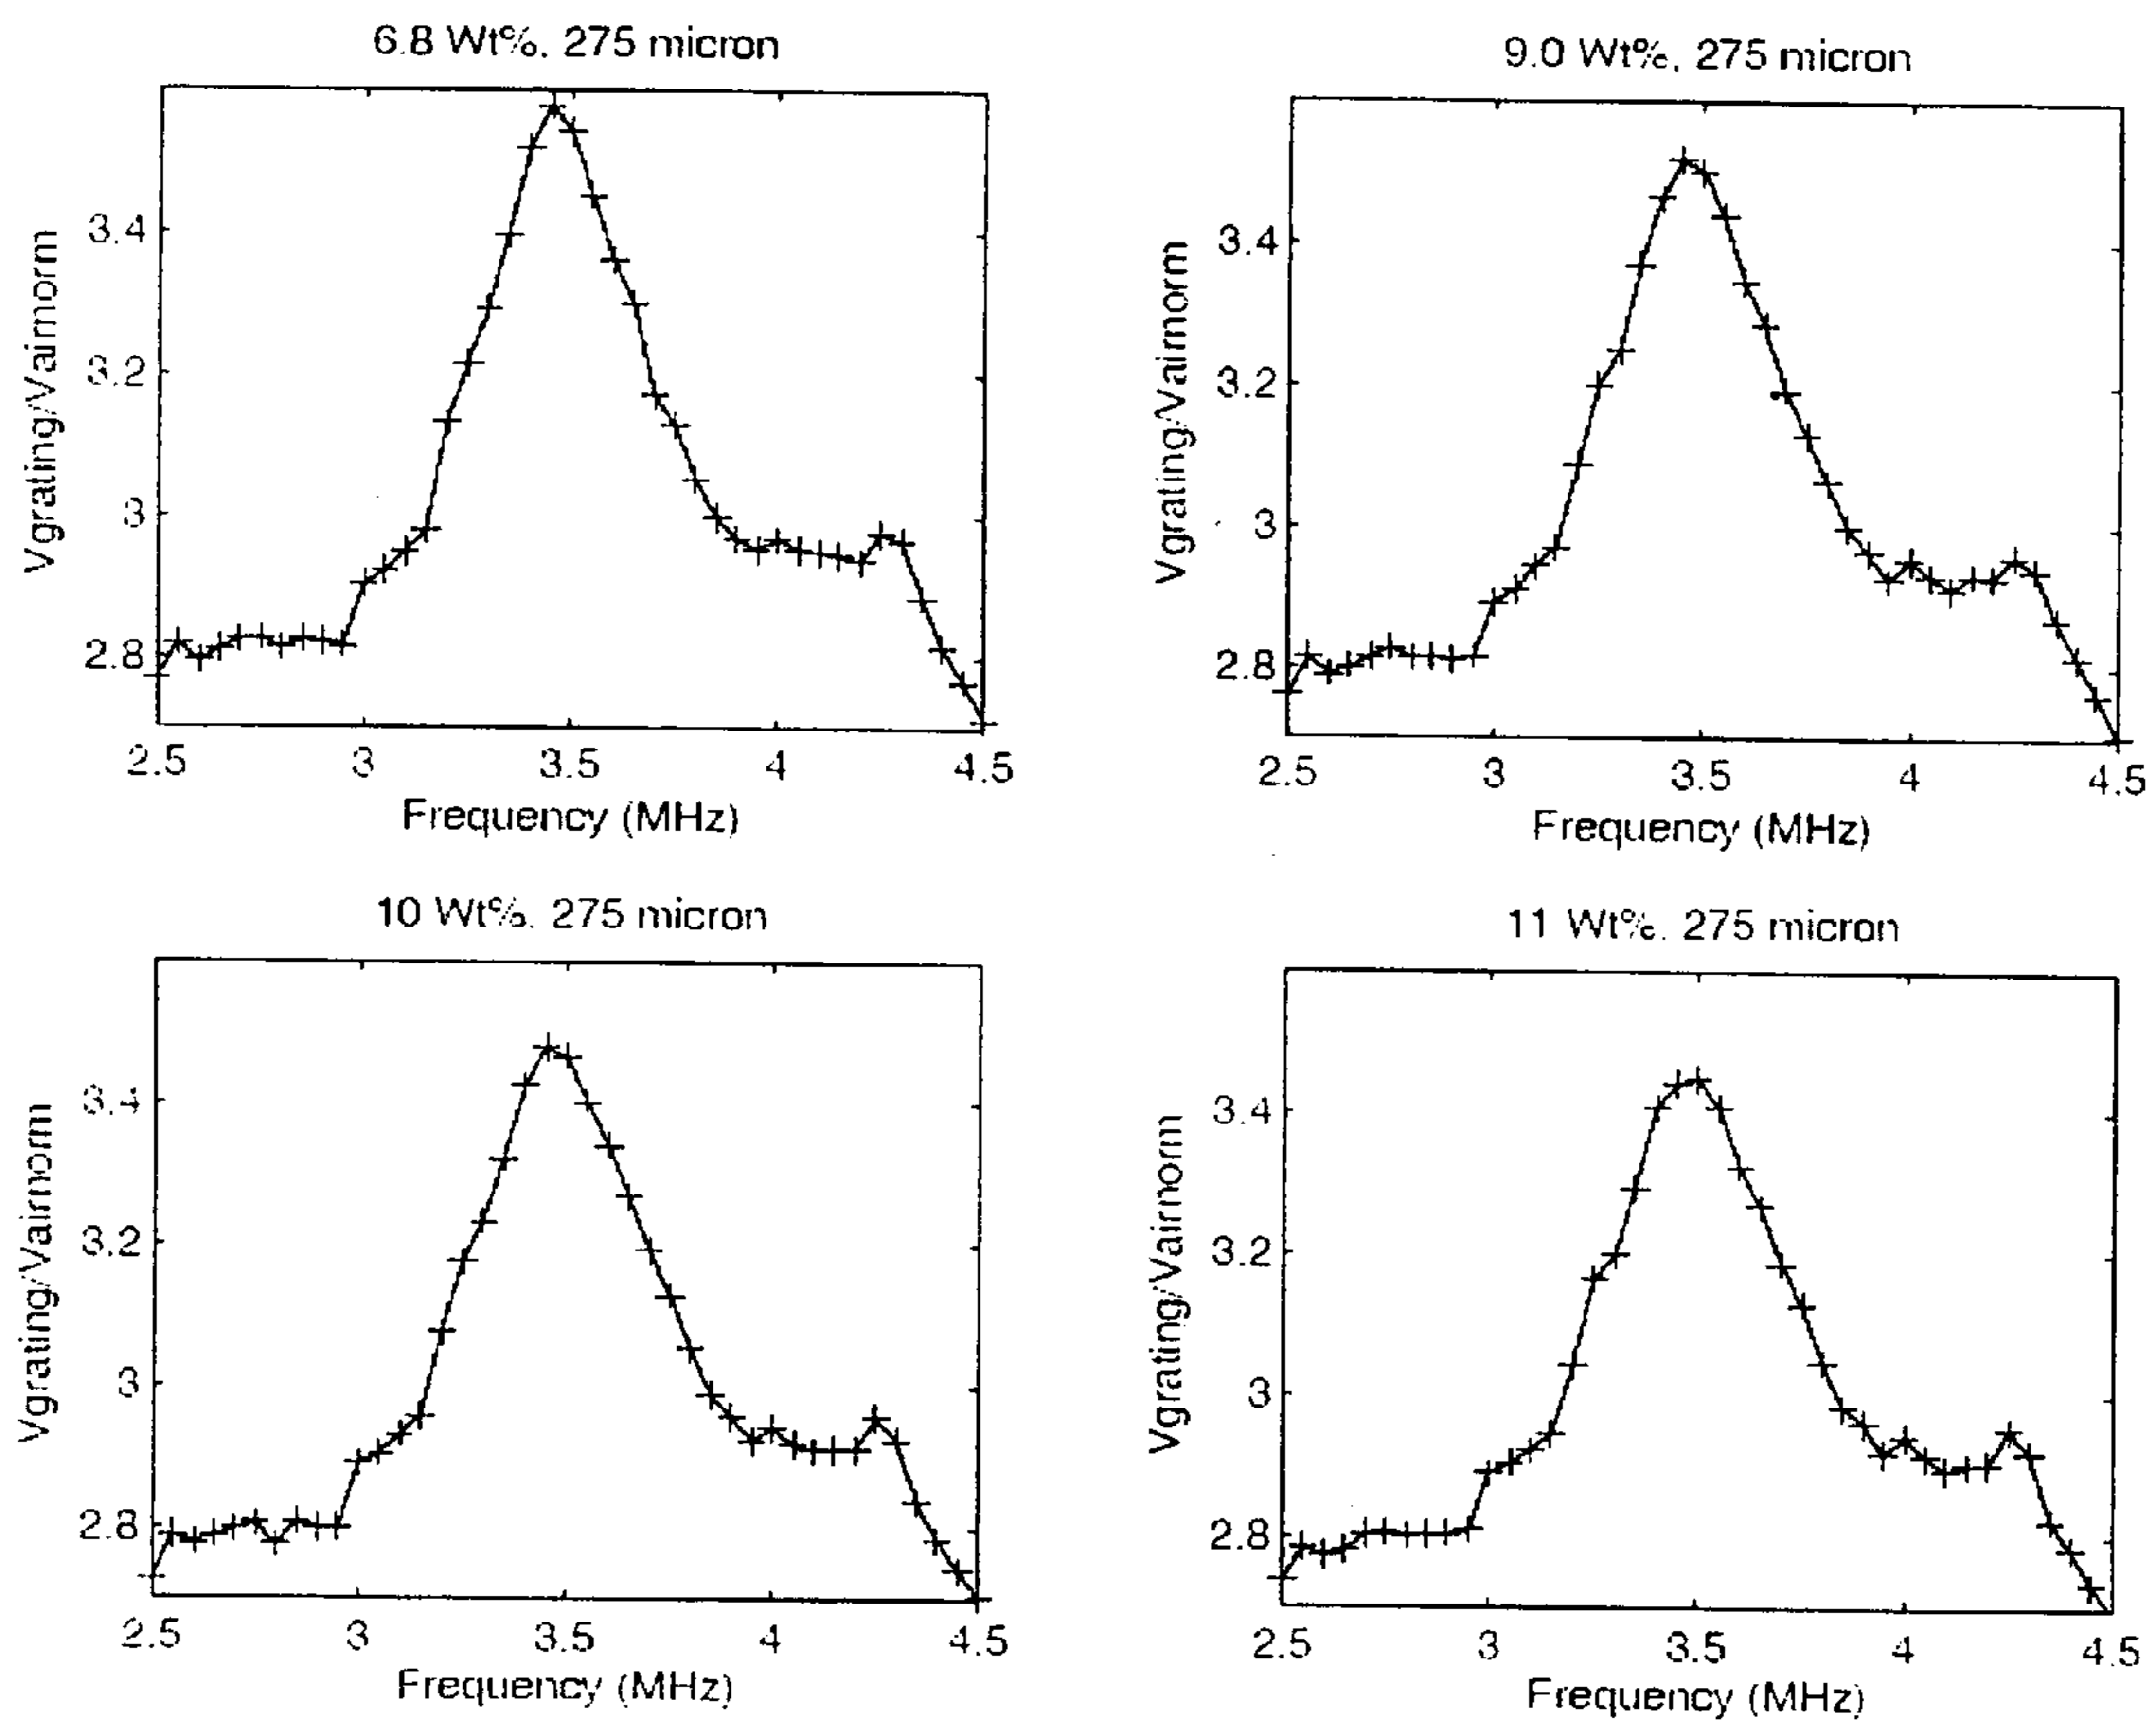 6.8 Wt%. 275 micron
Vgrating/Vairnorm
3.4
3.2
3
2.8
2.5 3 3.5 4 4.5
Frequency (MHz)
9.0 Wt%. 275 micron
Vgrating/Vairnorm
3.4
3.2
3
2.8
2.5 3 3.5 4 4.5
Frequency (MHz)
10 Wt%. 275 micron
Vgrating/Vairnorm
3.4
3.2
3
2.8
2.5 3 3.5 4 4.5
Frequency (MHz)
11 Wt%. 275 micron
Vgrating/Vairnorm
3.4
3.2
3
2.8
2.5 3 3.5 4 4.5
Frequency (MHz)